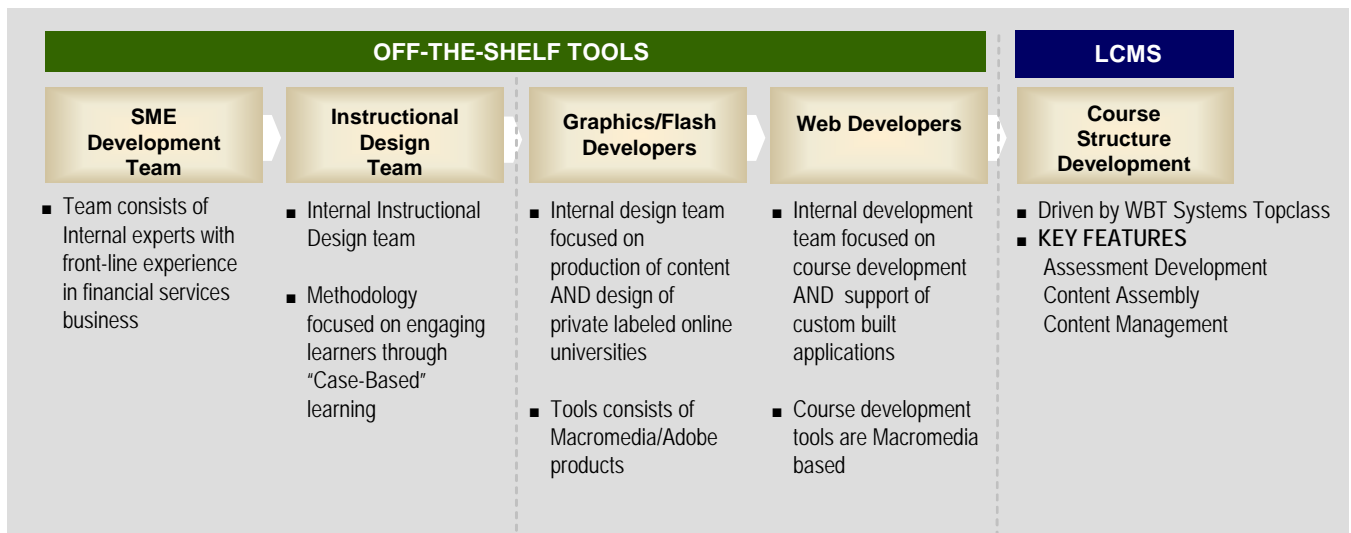 OFF-THE-SHELF TOOLS
LCMS
SME
Development
Team
Instructional
Design
Team
Graphics/Flash
Developers
Web Developers
Course
Structure
Development
■ Team consists of
Internal experts with
front-line experience
in financial services
business
■ Internal Instructional
Design team
■ Methodology
focused on engaging
learners through
“Case-Based”
learning
■ Internal design team
focused on
production of content
AND design of
private labeled online
universities
■ Tools consists of
Macromedia/Adobe
products
■ Internal development
team focused on
course development
AND support of
custom built
applications
■ Course development
tools are Macromedia
based
■ Driven by WBT Systems Topclass
■ KEY FEATURES
Assessment Development
Content Assembly
Content Management